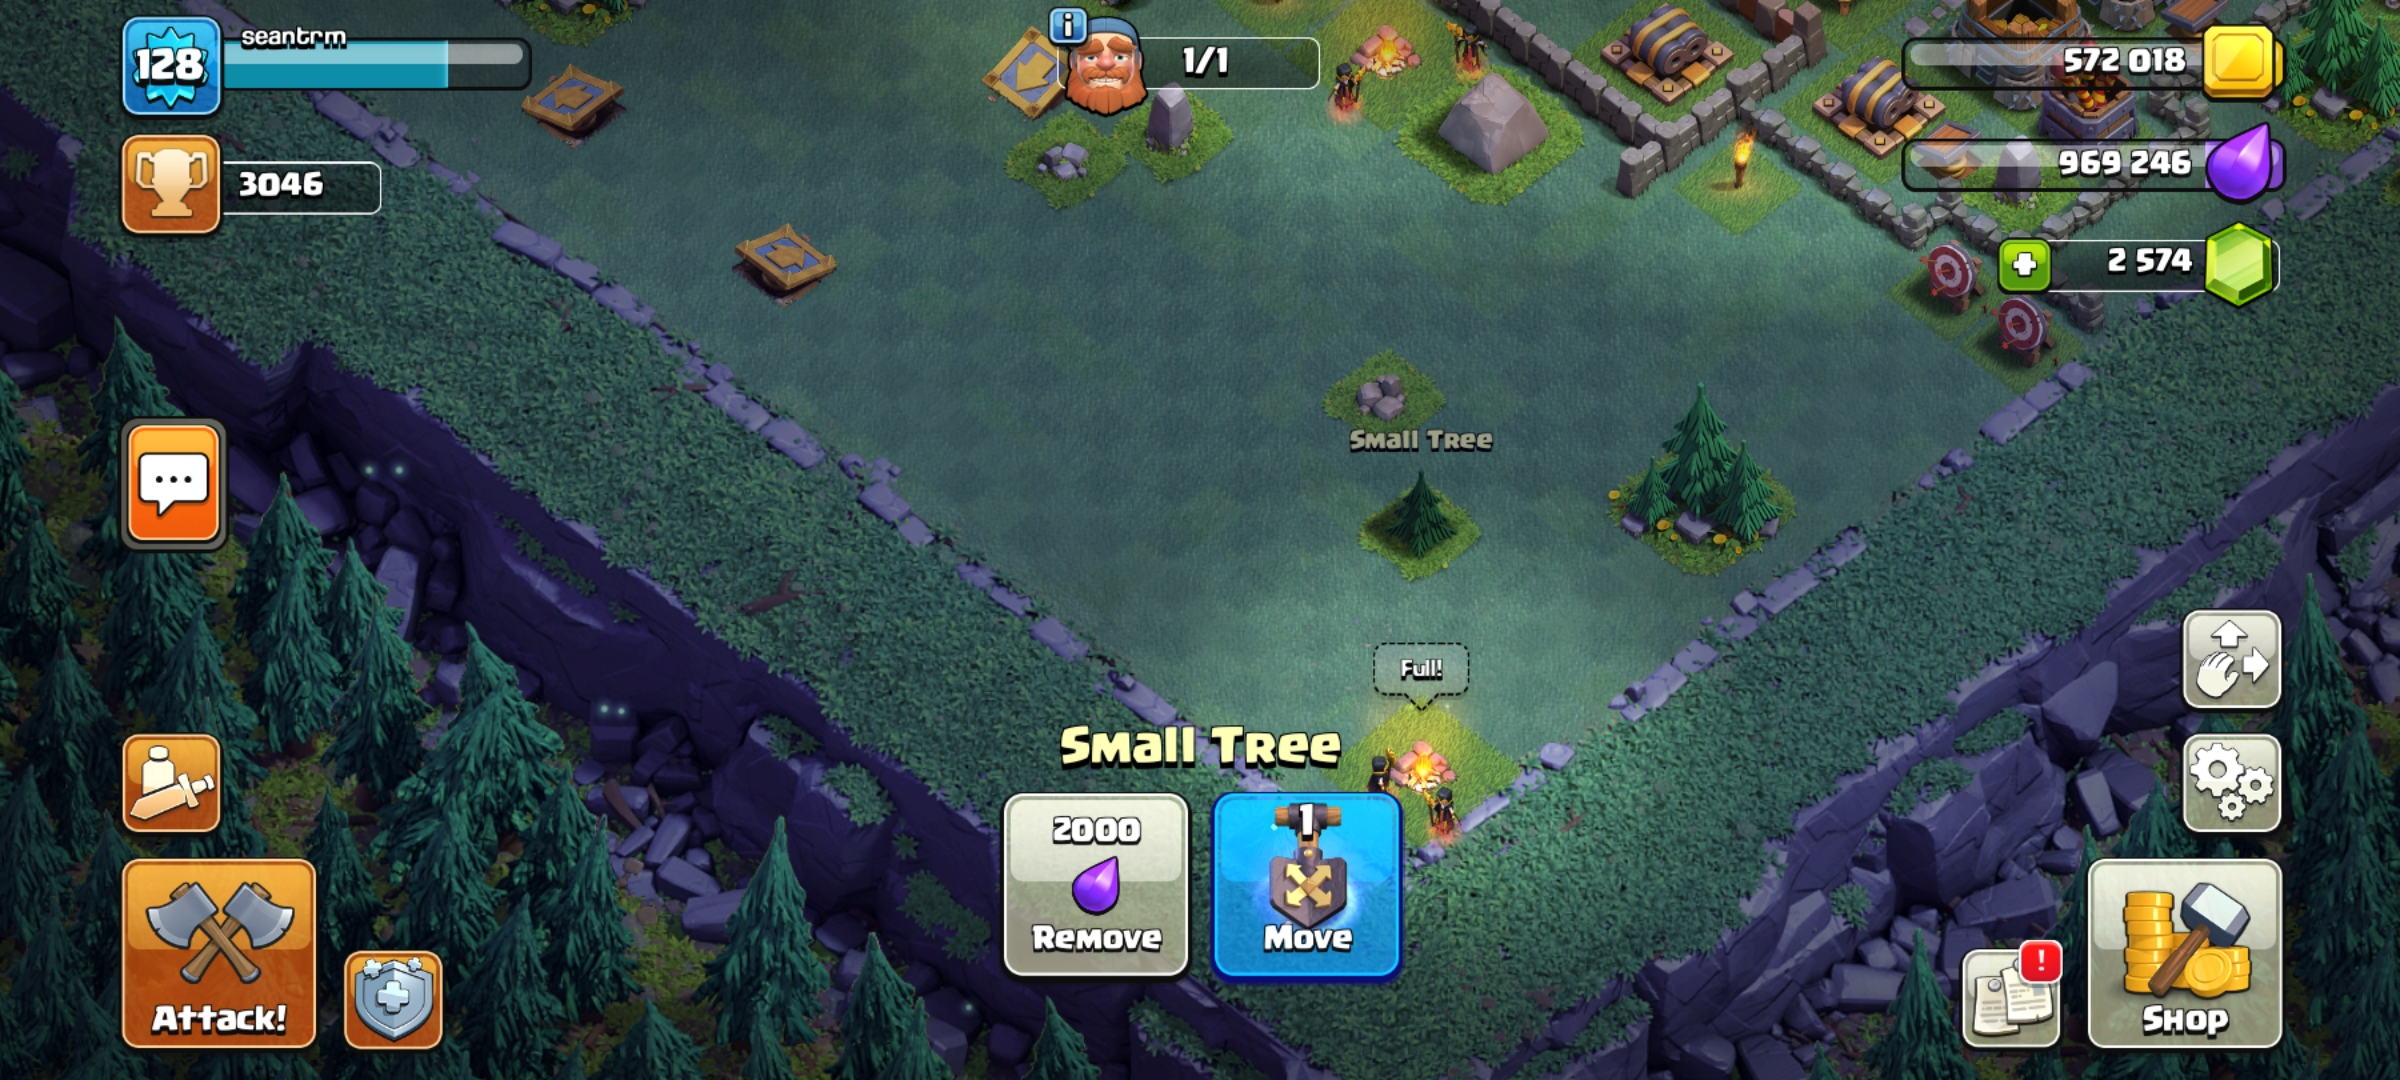 128
seantrm
1/1
572 018
3046
969 246
2 574
Small Tree
Full!
Small Tree
2000
Remove
1
Move
Attack!
!
Shop